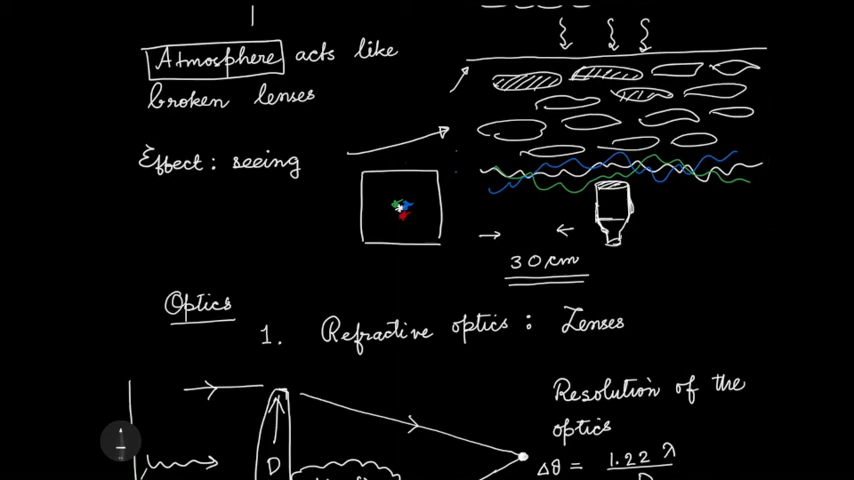 Atmosphere acts like
broken lenses
Effect: seeing
30 cm
Optics
1. Refractive optics: Lenses
Resolution of the
optics
Δθ = 1.22 λ
D
D